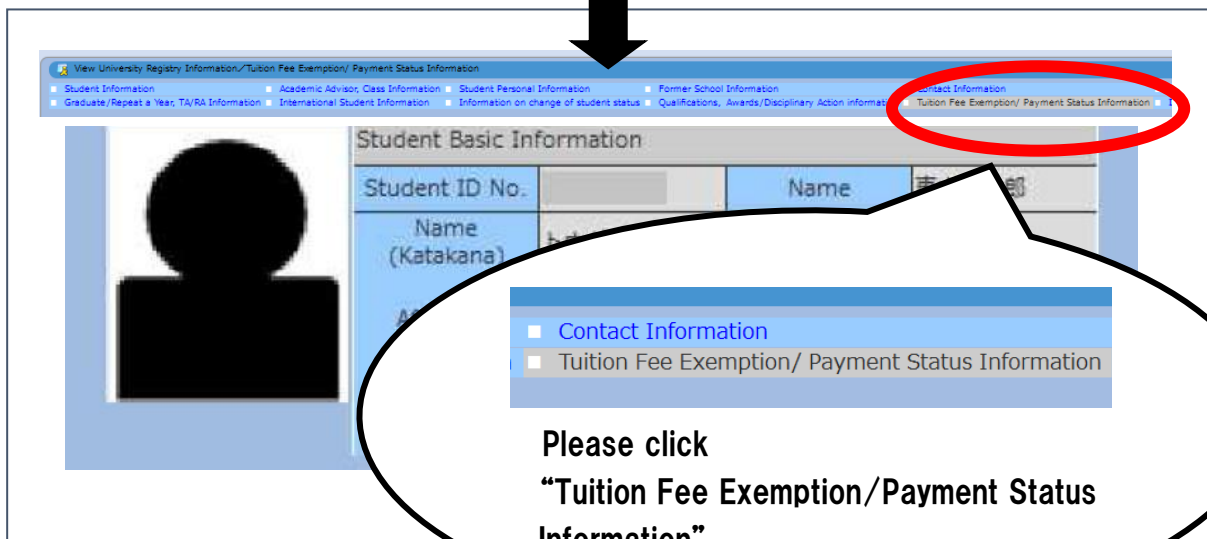 View University Registry Information／Tuition Fee Exemption/ Payment Status Information
Student Information Academic Advisor, Class Information Student Personal Information Former School Information Contact Information
Graduate/Repeat a Year, TA/RA Information International Student Information Information on change of student status Qualifications, Awards/Disciplinary Action information Tuition Fee Exemption/ Payment Status Information
Student Basic Information
Student ID No. Name
Name
(Katakana)
Contact Information
Tuition Fee Exemption/ Payment Status Information
Please click
“Tuition Fee Exemption/Payment Status
Information”